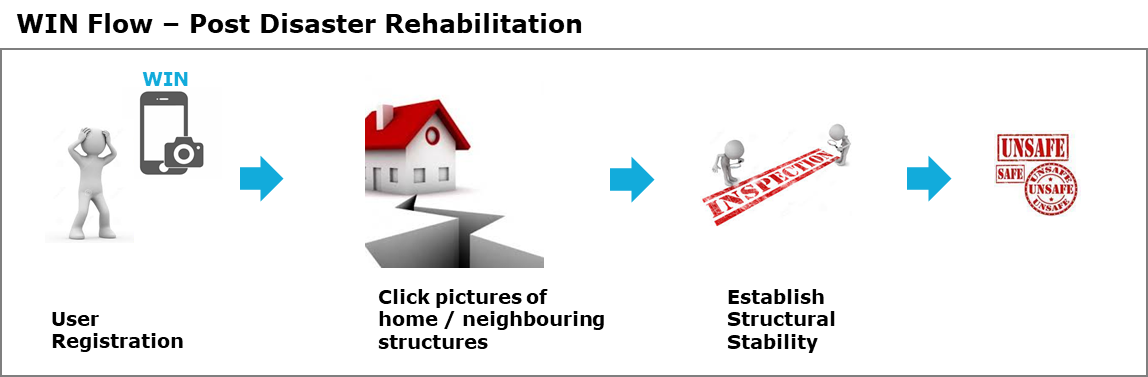 WIN Flow – Post Disaster Rehabilitation
WIN
INSPECTION
UNSAFE
SAFE
UNSAFE
UNSAFE
UNSAFE
User
Registration
Click pictures of
home / neighbouring
structures
Establish
Structural
Stability